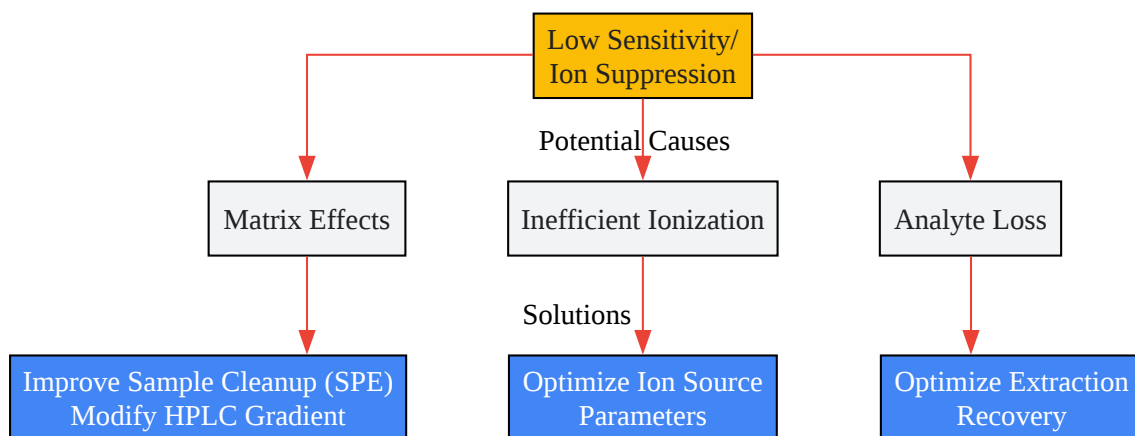 Low Sensitivity/
Ion Suppression
Potential Causes
Matrix Effects
Inefficient Ionization
Analyte Loss
Solutions
Improve Sample Cleanup (SPE)
Modify HPLC Gradient
Optimize Ion Source
Parameters
Optimize Extraction
Recovery